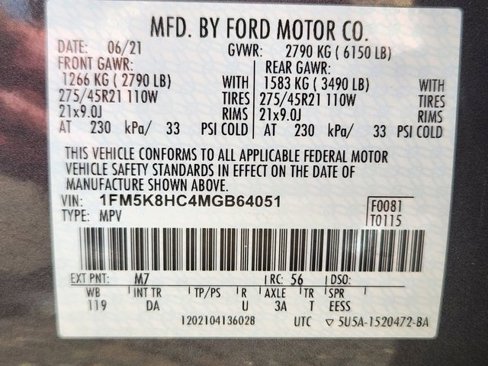 MFD. BY FORD MOTOR CO.
DATE: 06/21 GVWR: 2790 KG ( 6150 LB)
FRONT GAWR: REAR GAWR:
1266 KG ( 2790 LB) WITH 1583 KG ( 3490 LB) WITH
275/45R21 110W TIRES 275/45R21 110W TIRES
21x9.0J RIMS 21x9.0J RIMS
AT 230 kPa/ 33 PSI COLD AT 230 kPa/ 33 PSI COLD
THIS VEHICLE CONFORMS TO ALL APPLICABLE FEDERAL MOTOR
VEHICLE SAFETY STANDARDS IN EFFECT ON THE DATE OF
MANUFACTURE SHOWN ABOVE.
VIN: 1FM5K8HC4MGB64051 F0081
TYPE: MPV T0115
EXT PNT: M7 RC: 56 DSO:
WB INT TR TP/PS R AXLE TR SPR
119 DA U 3A T EESS
1202104136028 UTC ▽ 5U5A-1520472-BA